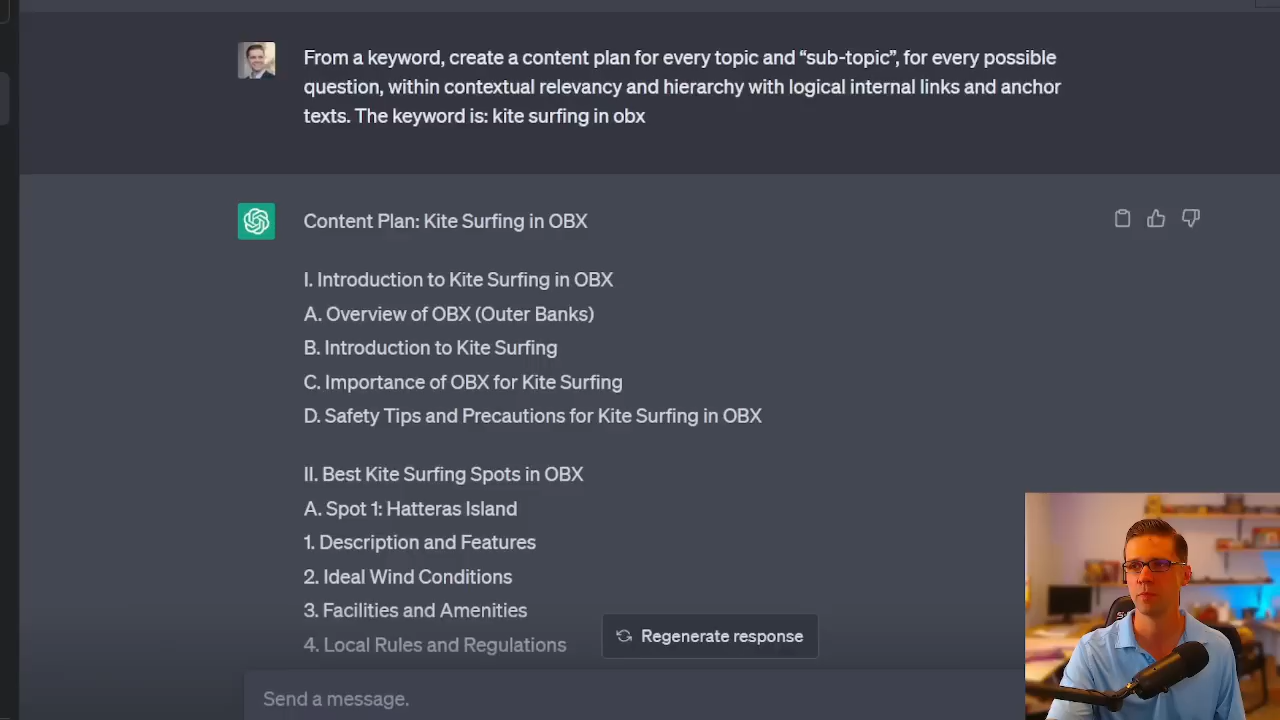 From a keyword, create a content plan for every topic and “sub-topic”, for every possible
question, within contextual relevancy and hierarchy with logical internal links and anchor
texts. The keyword is: kite surfing in obx
Content Plan: Kite Surfing in OBX
I. Introduction to Kite Surfing in OBX
A. Overview of OBX (Outer Banks)
B. Introduction to Kite Surfing
C. Importance of OBX for Kite Surfing
D. Safety Tips and Precautions for Kite Surfing in OBX
II. Best Kite Surfing Spots in OBX
A. Spot 1: Hatteras Island
1. Description and Features
2. Ideal Wind Conditions
3. Facilities and Amenities
4. Local Rules and Regulations
Regenerate response
Send a message.